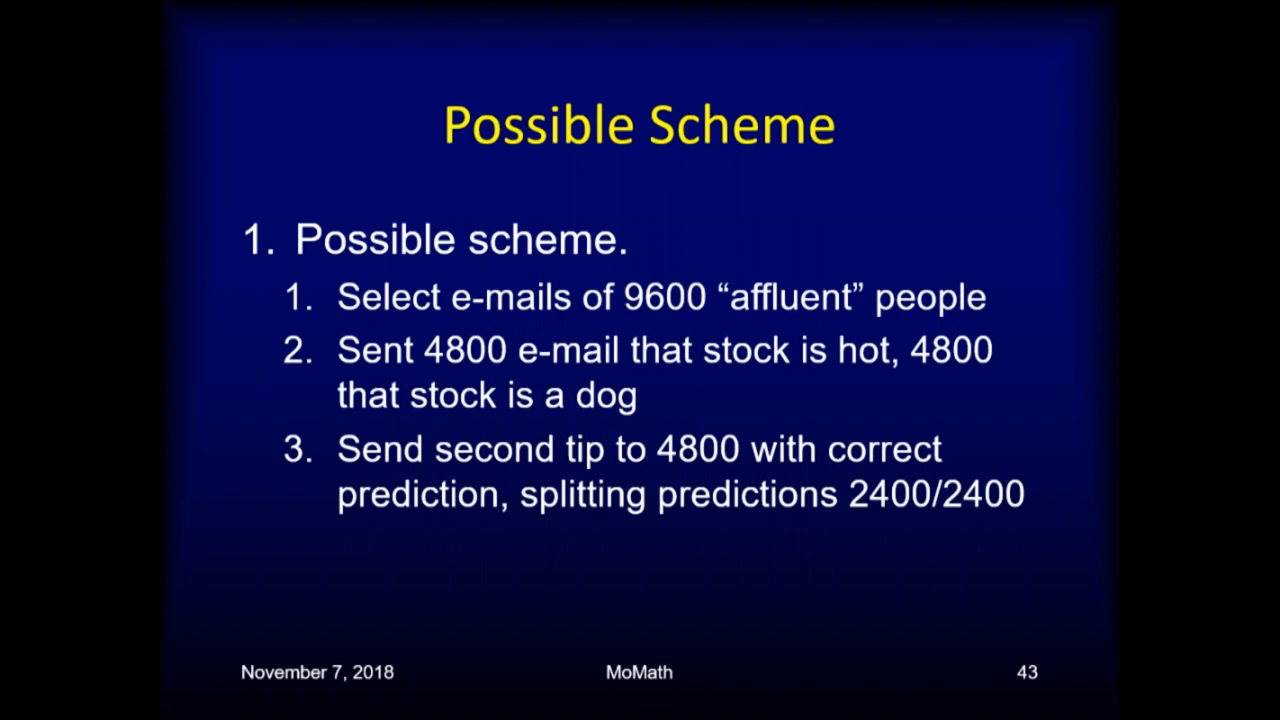 Possible Scheme
1. Possible scheme.
1. Select e-mails of 9600 “affluent” people
2. Sent 4800 e-mail that stock is hot, 4800
that stock is a dog
3. Send second tip to 4800 with correct
prediction, splitting predictions 2400/2400
November 7, 2018
MoMath
43